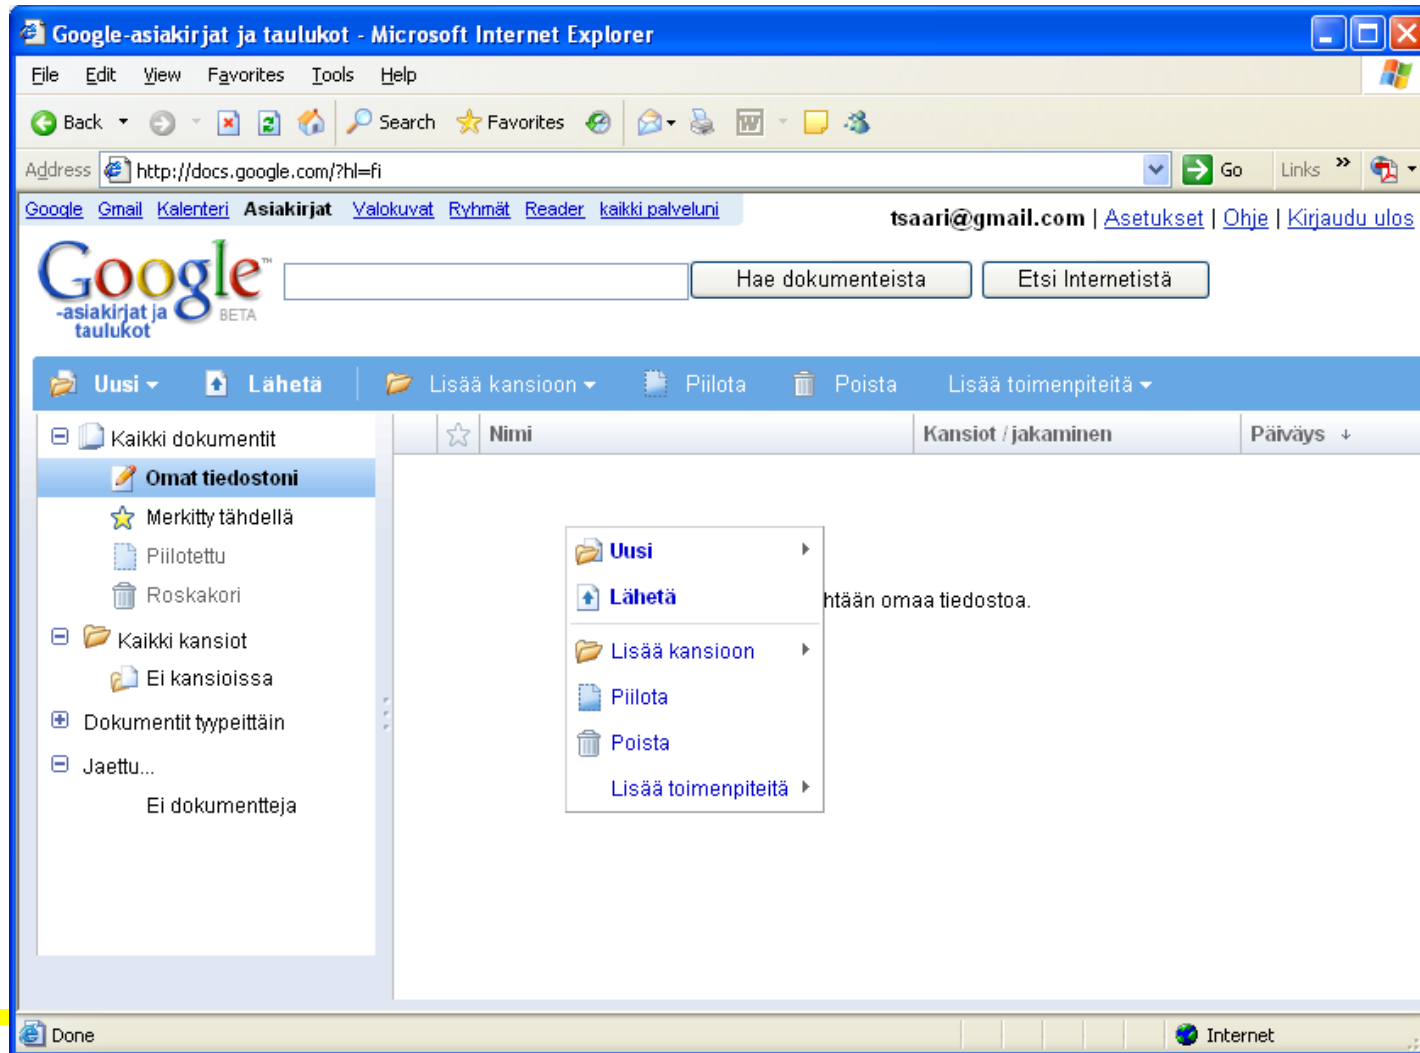 Google-asiakirjat ja taulukot - Microsoft Internet Explorer
File Edit View Favorites Tools Help
Back Search Favorites
Address http://docs.google.com/?hl=fi Go Links »
Google Gmail Kalenteri Asiakirjat Valokuvat Ryhmät Reader kaikki palveluni
tsaari@gmail.com | Asetukset | Ohje | Kirjaudu ulos
Google™ Hae dokumenteista Etsi Internetistä
-asiakirjat ja BETA
taulukot
Uusi Lähetä Lisää kansioon Piilota Poista Lisää toimenpiteitä
Kaikki dokumentit Nimi Kansiot / jakaminen Päiväys
Omat tiedostoni
Merkitty tähdellä
Piilotettu
Roskakori
Kaikki kansiot
Ei kansioissa
Dokumentit tyypeittäin
Jaettu...
Ei dokumentteja
Uusi
Lähetä
htään omaa tiedostoa.
Lisää kansioon
Piilota
Poista
Lisää toimenpiteitä
Done Internet